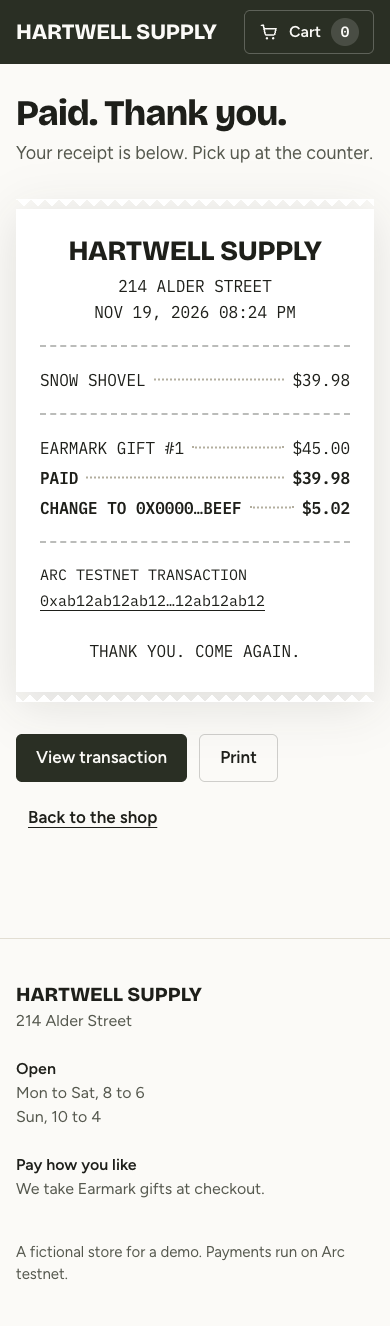 HARTWELL SUPPLY
Cart 0
Paid. Thank you.
Your receipt is below. Pick up at the counter.
HARTWELL SUPPLY
214 ALDER STREET
NOV 19, 2026 08:24 PM
SNOW SHOVEL $39.98
EARMARK GIFT #1 $45.00
PAID $39.98
CHANGE TO 0X0000…BEEF $5.02
ARC TESTNET TRANSACTION
0xab12ab12ab12…12ab12ab12
THANK YOU. COME AGAIN.
View transaction
Print
Back to the shop
HARTWELL SUPPLY
214 Alder Street
Open
Mon to Sat, 8 to 6
Sun, 10 to 4
Pay how you like
We take Earmark gifts at checkout.
A fictional store for a demo. Payments run on Arc
testnet.